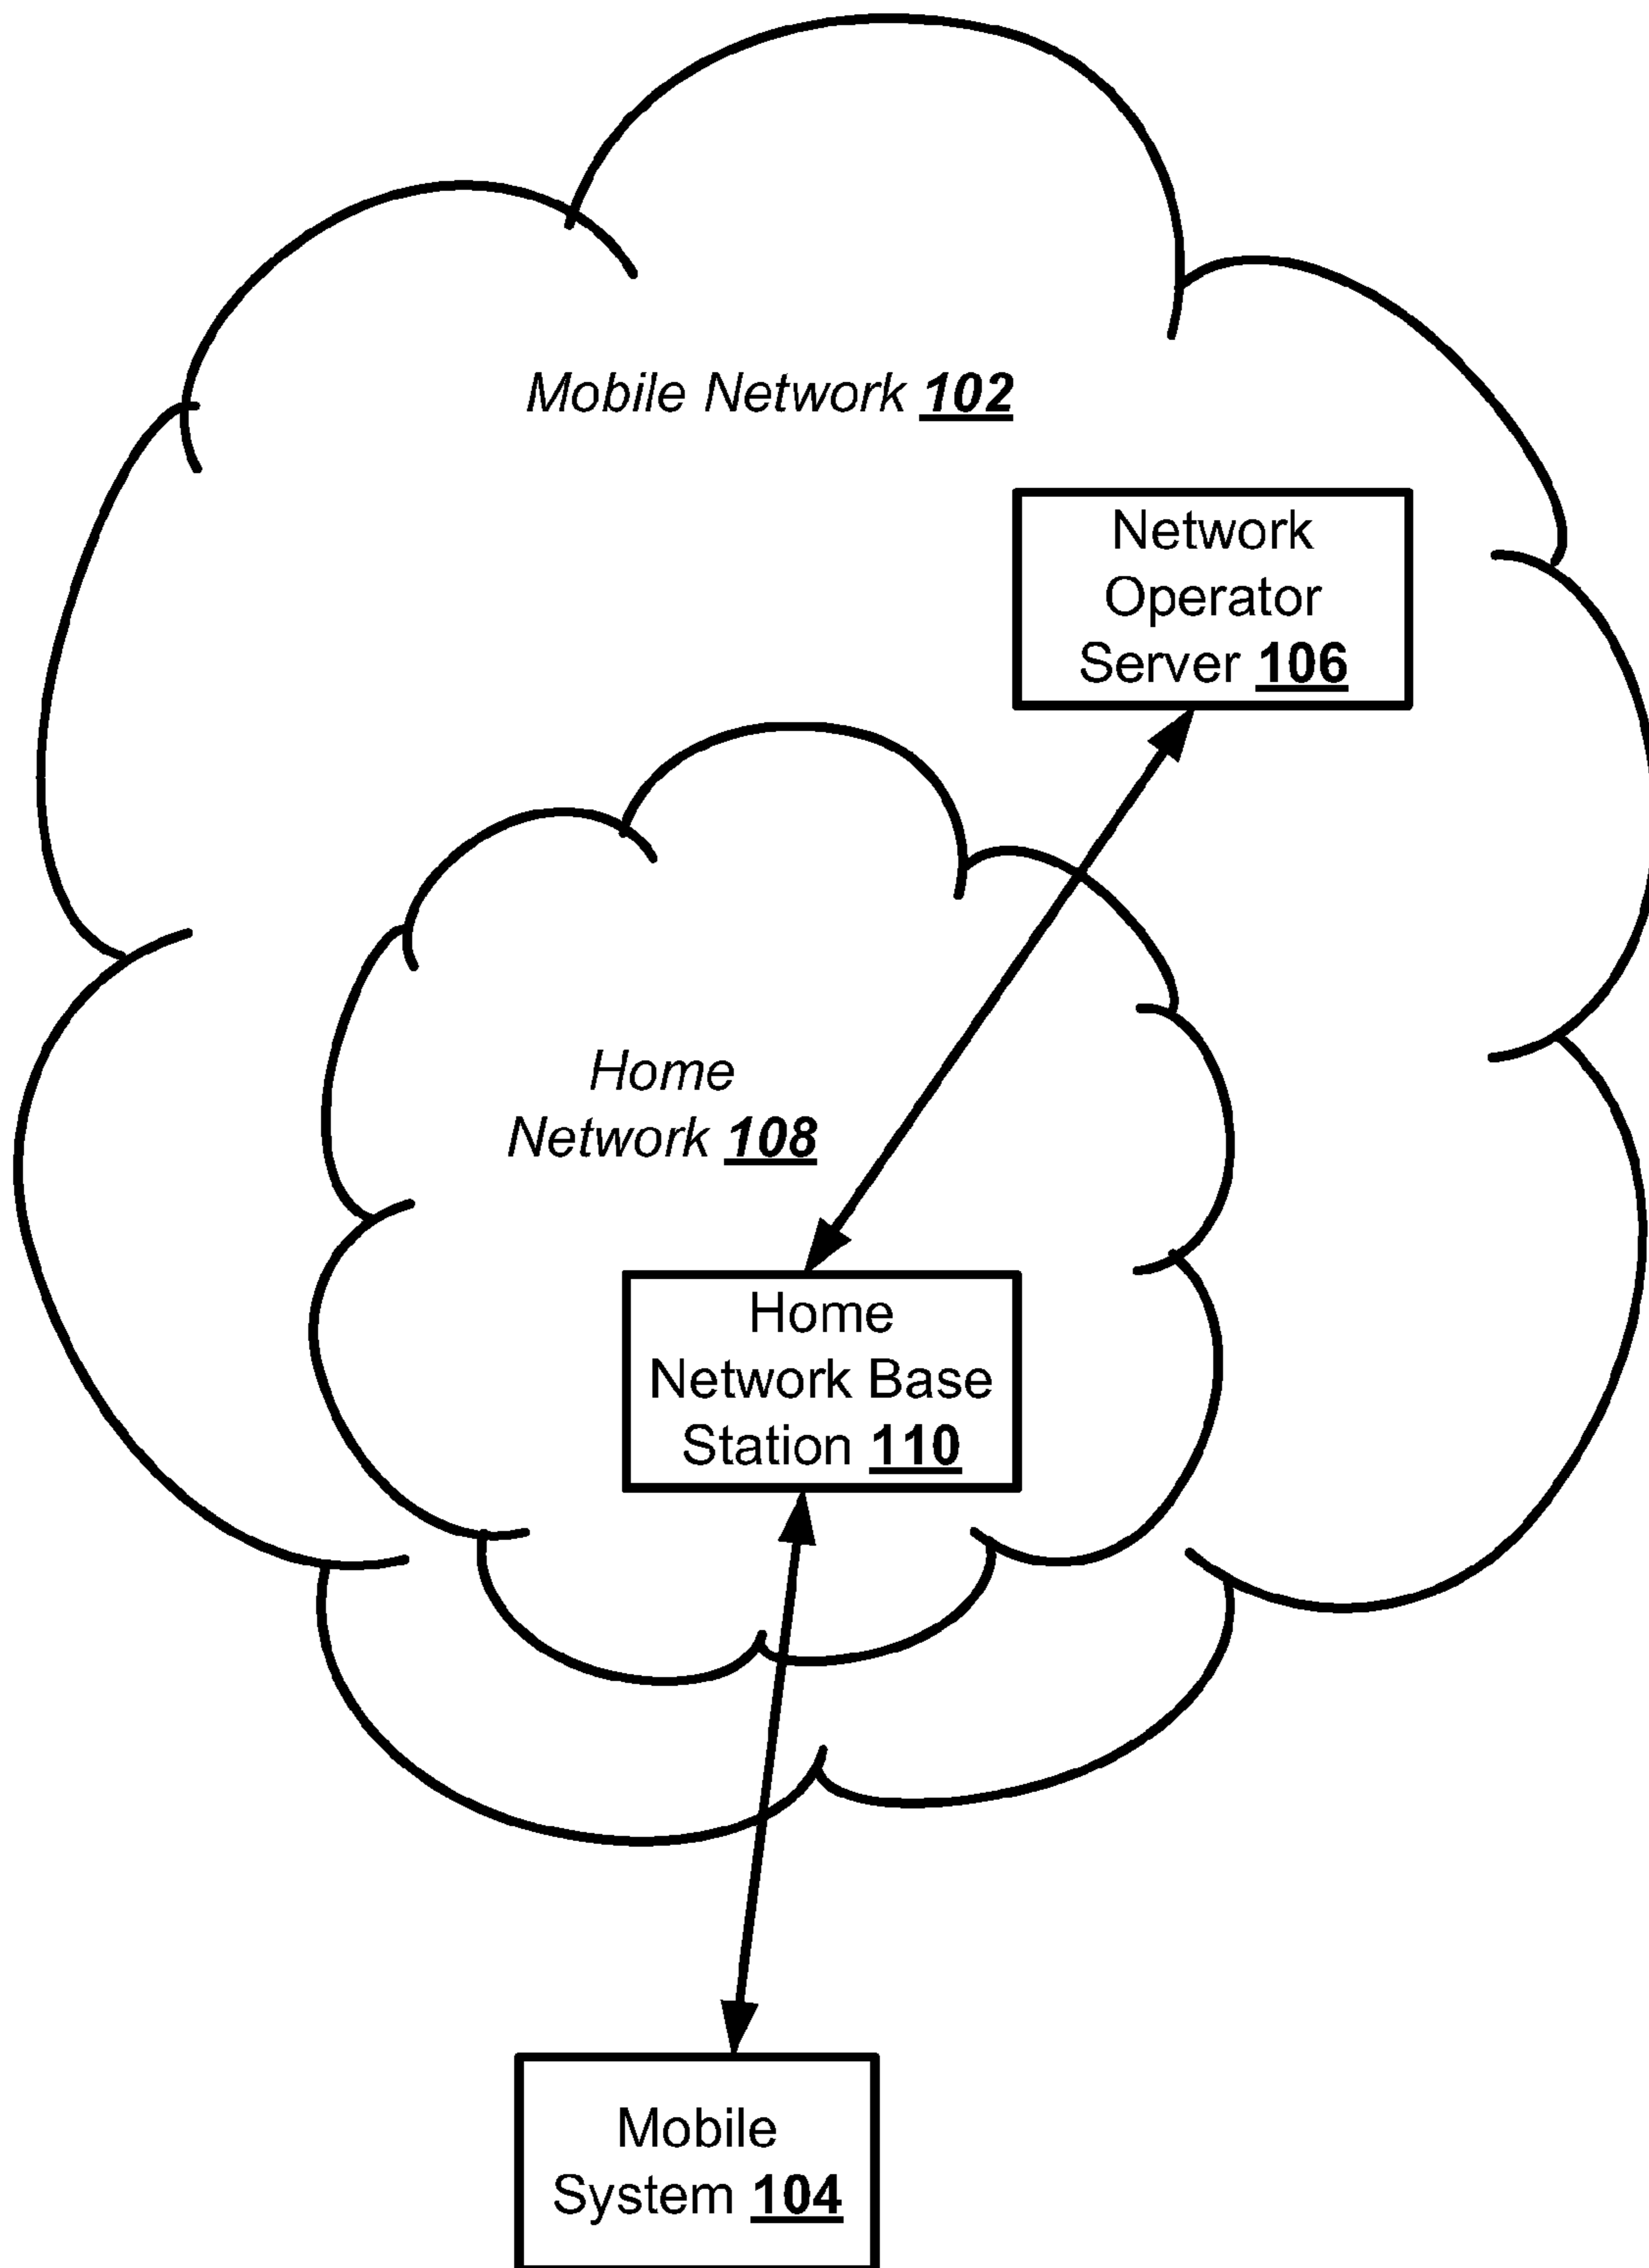 Mobile Network 102
Network
Operator
Server 106
Home
Network 108
Home
Network Base
Station 110
Mobile
System 104